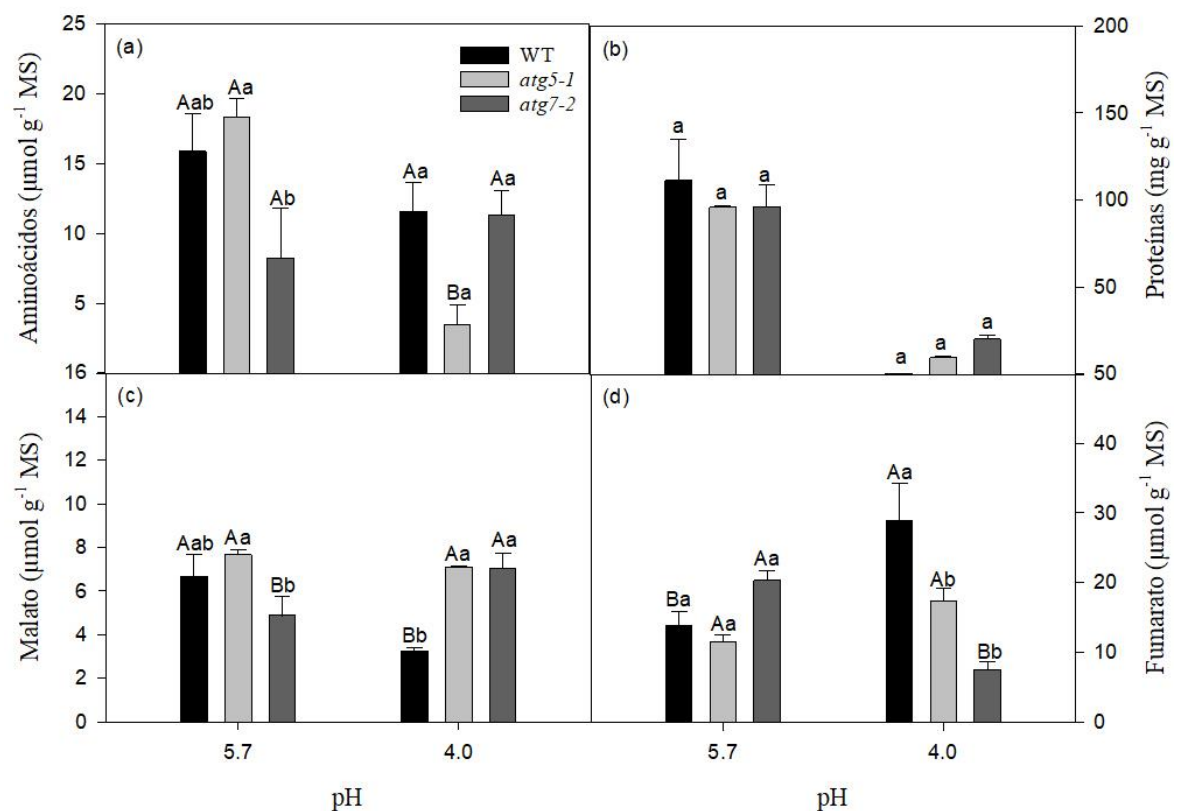 (a)
WT
atg5-1
atg7-2
25
20
15
10
5
Aminoácidos (µmol g-1 MS)
Aab
Aa
Ab
Aa
Ba
Aa
(b)
200
150
100
50
Proteínas (mg g-1 MS)
a
a
a
a
a
a
(c)
16
14
12
10
8
6
4
2
0
Malato (µmol g-1 MS)
Aab
Aa
Bb
Bb
Aa
Aa
5.7
4.0
pH
(d)
50
40
30
20
10
0
Fumarato (µmol g-1 MS)
Ba
Aa
Aa
Aa
Ab
Bb
5.7
4.0
pH